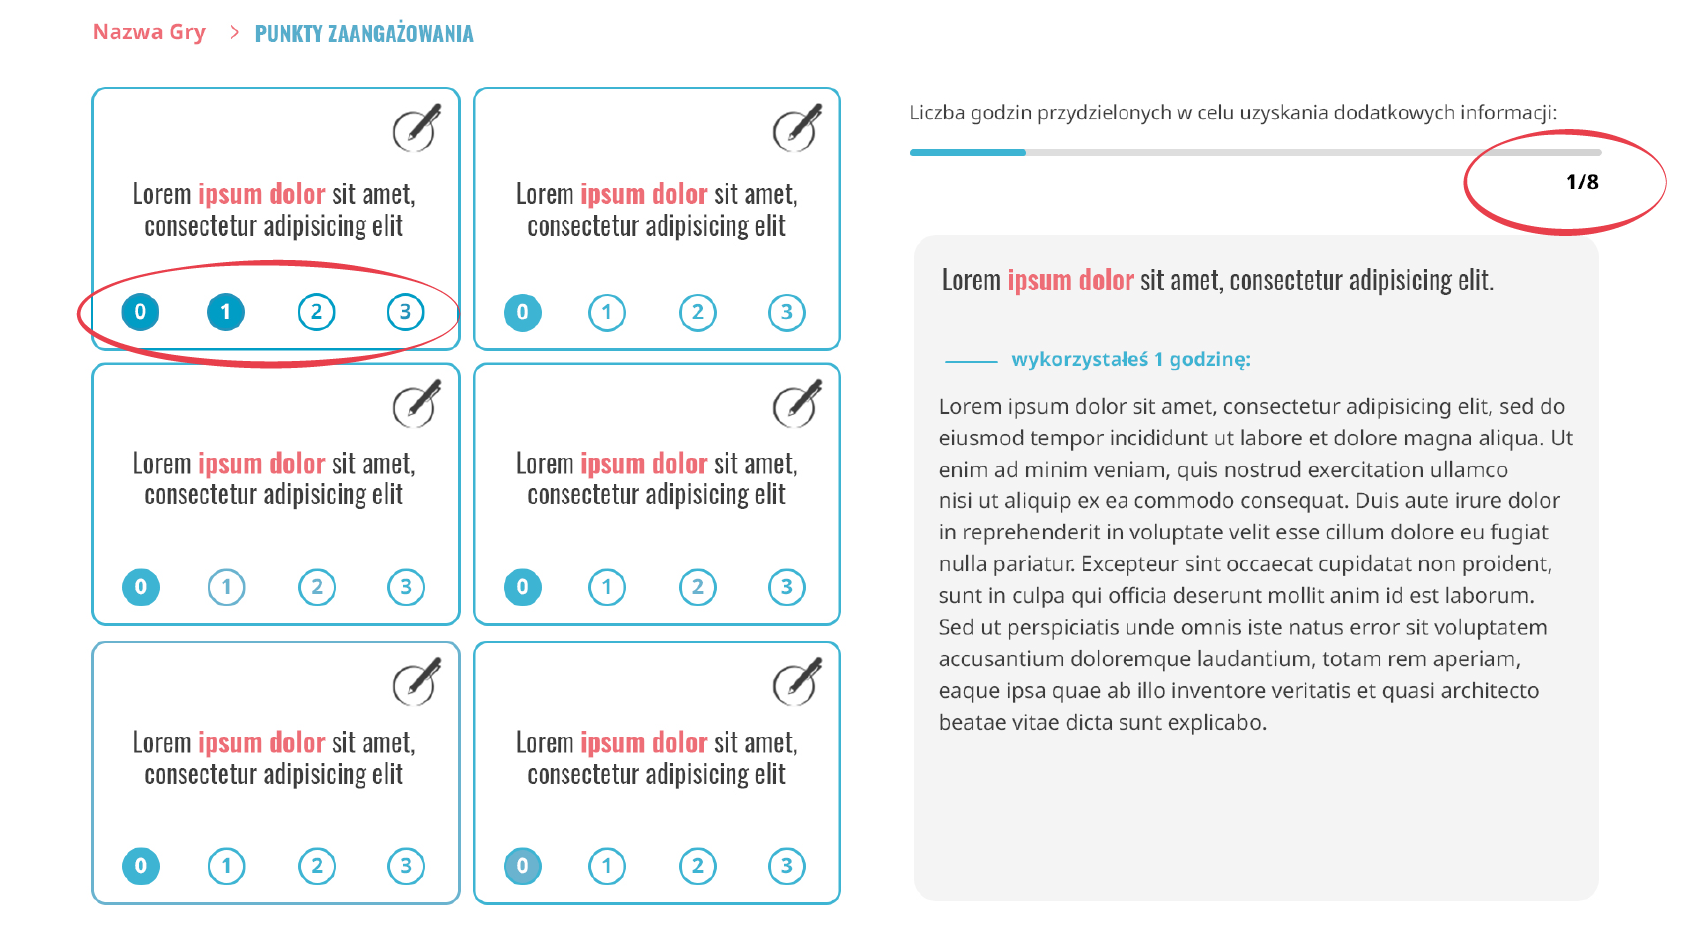 Nazwa Gry > PUNKTY ZAANGAŻOWANIA
Lorem ipsum dolor sit amet,
consectetur adipisicing elit
0 1 2 3
Lorem ipsum dolor sit amet,
consectetur adipisicing elit
0 1 2 3
Lorem ipsum dolor sit amet,
consectetur adipisicing elit
0 1 2 3
Lorem ipsum dolor sit amet,
consectetur adipisicing elit
0 1 2 3
Lorem ipsum dolor sit amet,
consectetur adipisicing elit
0 1 2 3
Lorem ipsum dolor sit amet,
consectetur adipisicing elit
0 1 2 3
Liczba godzin przydzielonych w celu uzyskania dodatkowych informacji:
1/8
Lorem ipsum dolor sit amet, consectetur adipisicing elit.
wykorzystałeś 1 godzinę:
Lorem ipsum dolor sit amet, consectetur adipisicing elit, sed do
eiusmod tempor incididunt ut labore et dolore magna aliqua. Ut
enim ad minim veniam, quis nostrud exercitation ullamco
nisi ut aliquip ex ea commodo consequat. Duis aute irure dolor
in reprehenderit in voluptate velit esse cillum dolore eu fugiat
nulla pariatur. Excepteur sint occaecat cupidatat non proident,
sunt in culpa qui officia deserunt mollit anim id est laborum.
Sed ut perspiciatis unde omnis iste natus error sit voluptatem
accusantium doloremque laudantium, totam rem aperiam,
eaque ipsa quae ab illo inventore veritatis et quasi architecto
beatae vitae dicta sunt explicabo.